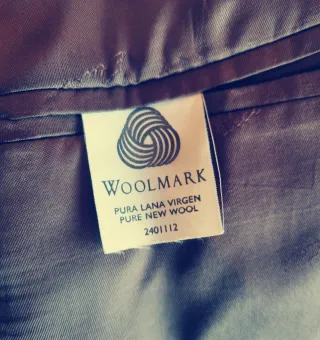 WOOLMARK
PURA LANA VIRGEN
PURE NEW WOOL
2401112